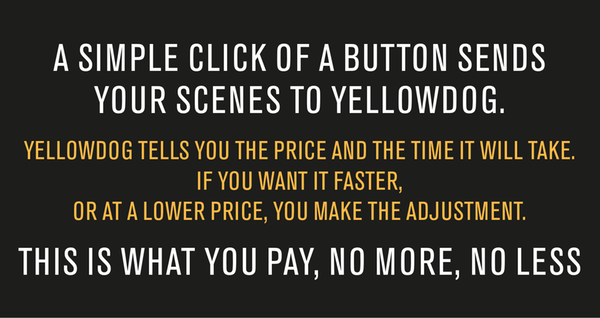 A SIMPLE CLICK OF A BUTTON SENDS
YOUR SCENES TO YELLOWDOG.
YELLOWDOG TELLS YOU THE PRICE AND THE TIME IT WILL TAKE.
IF YOU WANT IT FASTER,
OR AT A LOWER PRICE, YOU MAKE THE ADJUSTMENT.
THIS IS WHAT YOU PAY, NO MORE, NO LESS